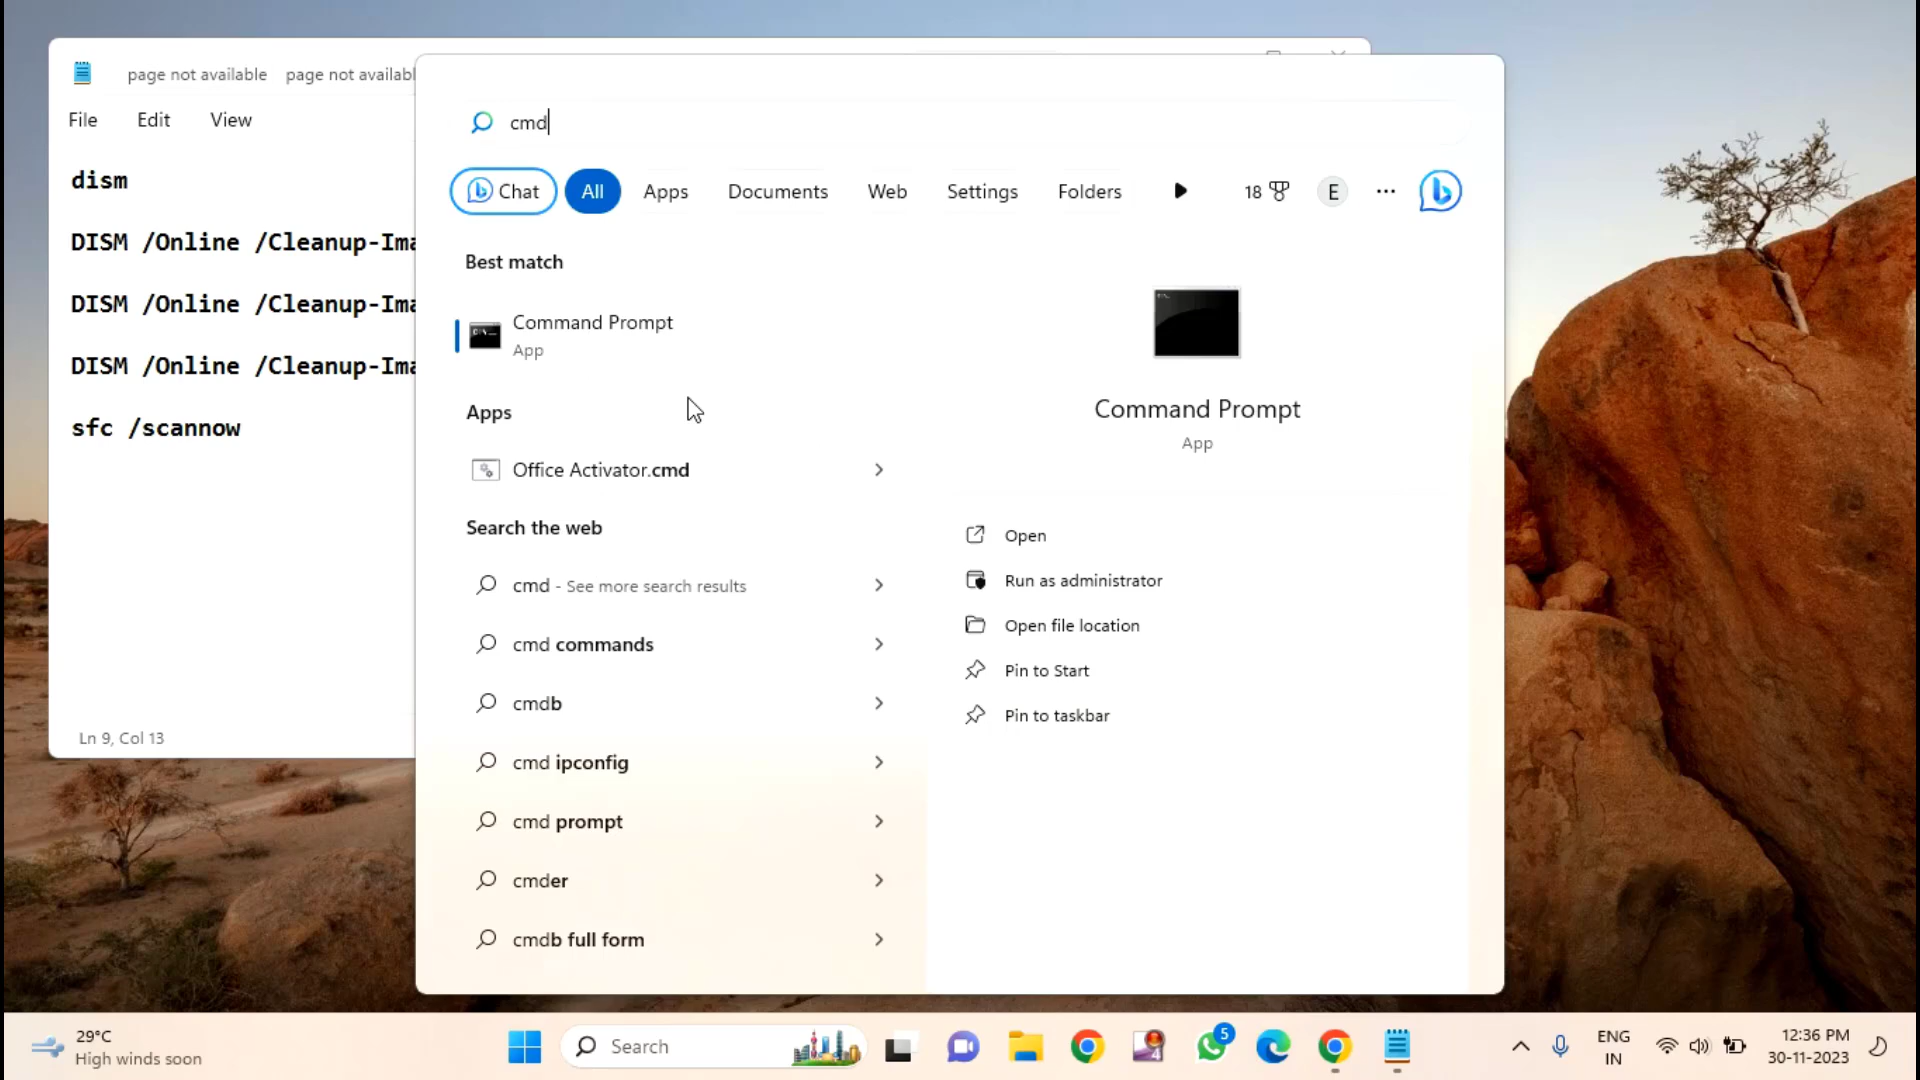 page not available page not availabl
File Edit View
dism
DISM /Online /Cleanup-Ima
DISM /Online /Cleanup-Ima
DISM /Online /Cleanup-Ima
sfc /scannow
Ln 9, Col 13
cmd
Chat All Apps Documents Web Settings Folders 18 E ...
Best match
Command Prompt
App
Apps
Office Activator.cmd
Search the web
cmd - See more search results
cmd commands
cmdb
cmd ipconfig
cmd prompt
cmder
cmdb full form
Command Prompt
App
Open
Run as administrator
Open file location
Pin to Start
Pin to taskbar
29°C
High winds soon
Search
4
5
ENG
IN
12:36 PM
30-11-2023